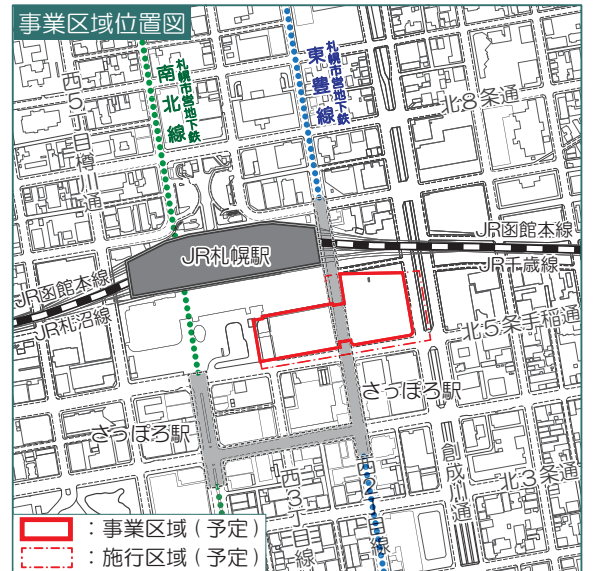 事業区域位置図
西5丁目樽川通
札幌市営地下鉄
南北線
札幌市営地下鉄
東豊線
北8条通
JR札幌駅
JR函館本線
JR千歳線
JR函館本線
JR札沼線
北5条手稲通
さっぽろ駅
さっぽろ駅
西3丁目線
創成川通
北3条通
：事業区域(予定)
：施行区域(予定)